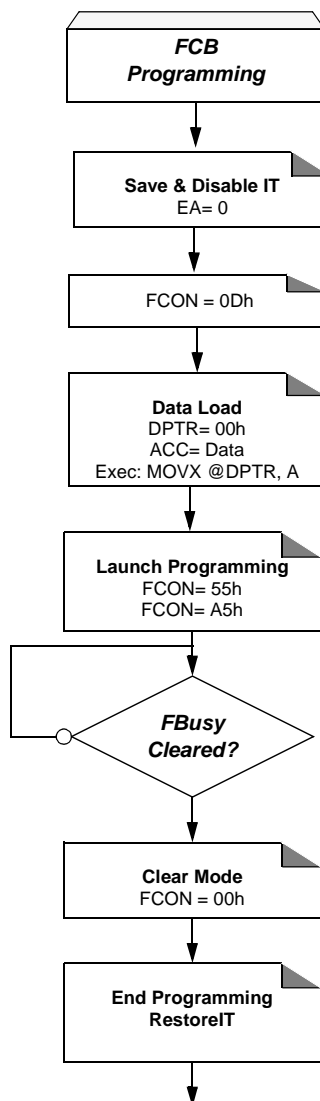 FCB
Programming
Save & Disable IT
EA= 0
FCON = 0Dh
Data Load
DPTR= 00h
ACC= Data
Exec: MOVX @DPTR, A
Launch Programming
FCON= 55h
FCON= A5h
FBusy
Cleared?
Clear Mode
FCON = 00h
End Programming
RestoreIT